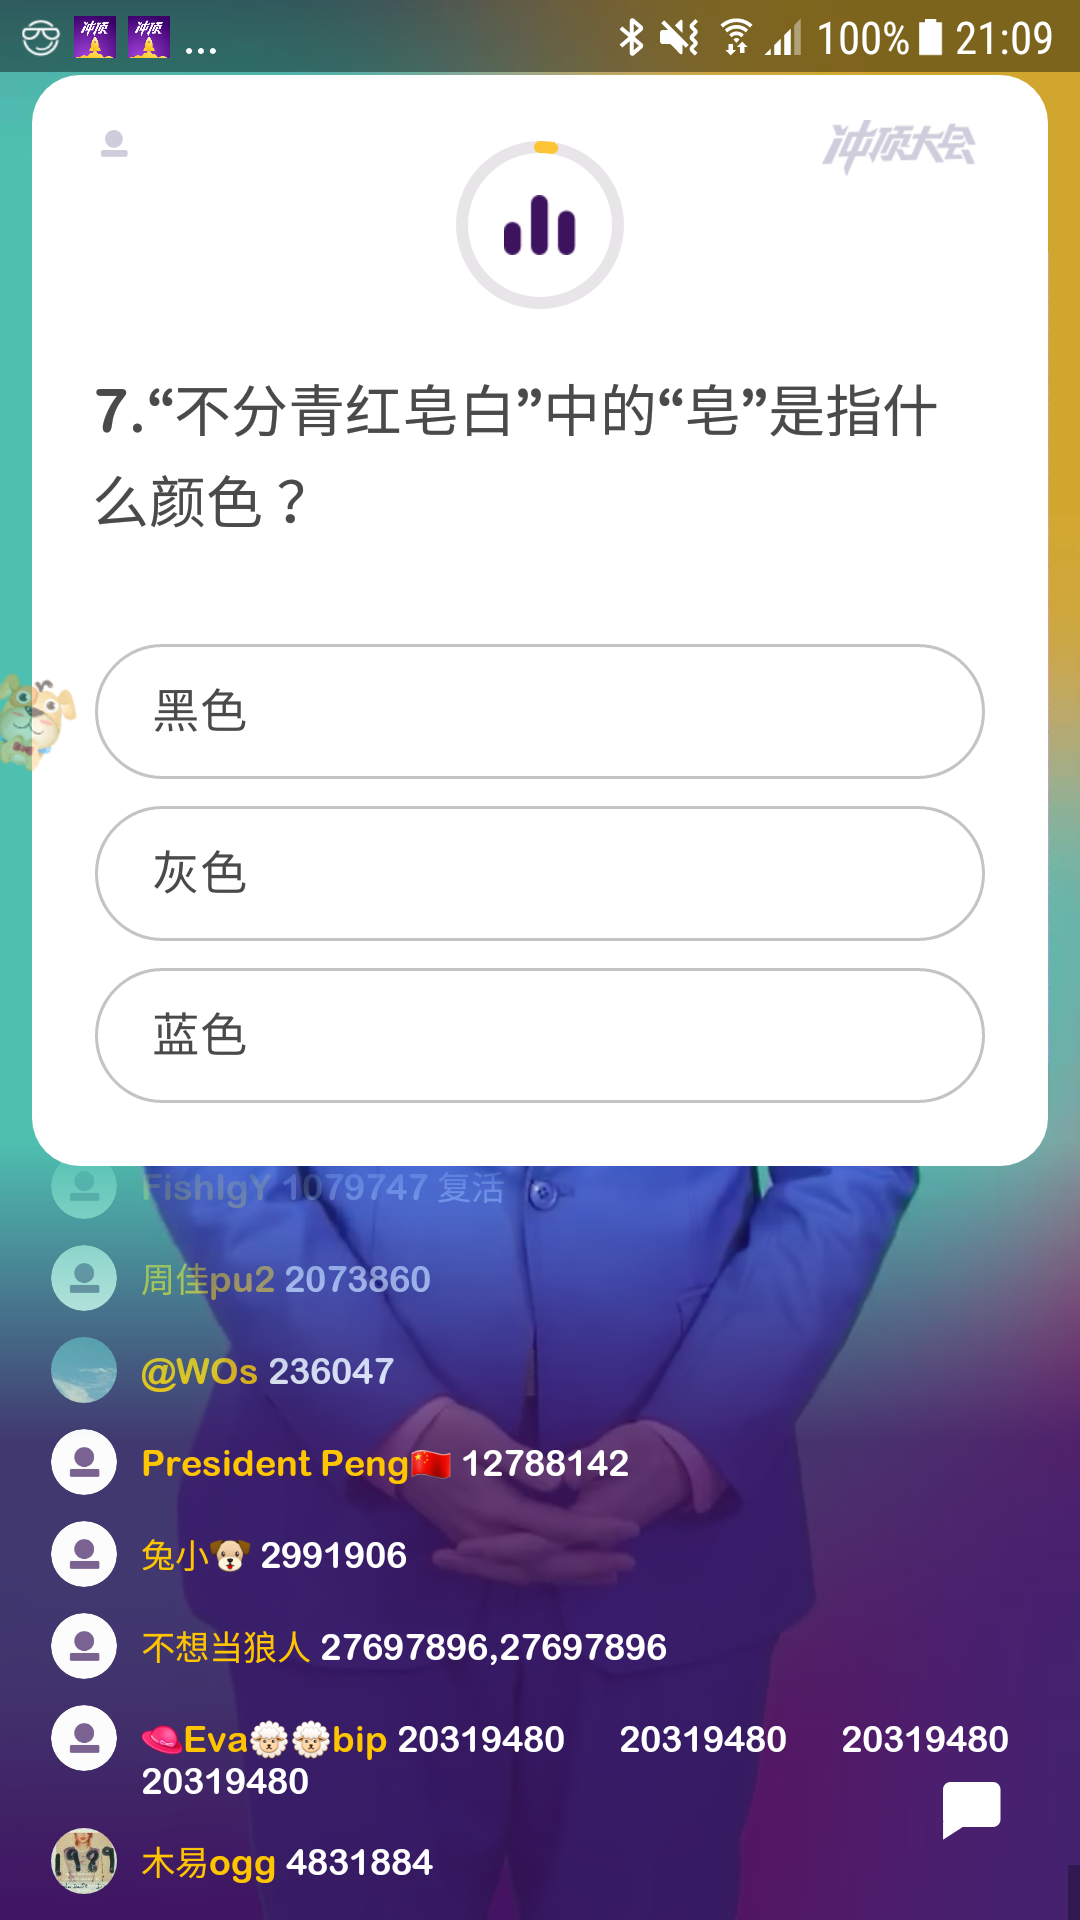 冲顶 冲顶 ... 100% 21:09
冲顶大会
7.“不分青红皂白”中的“皂”是指什
么颜色？
黑色
灰色
蓝色
FishIgY 1079747 复活
周佳pu2 2073860
@WOs 236047
President Peng🇨🇳 12788142
兔小🐶 2991906
不想当狼人 27697896,27697896
👒Eva🐑🐑bip 20319480 20319480 20319480
20319480
1989
木易ogg 4831884